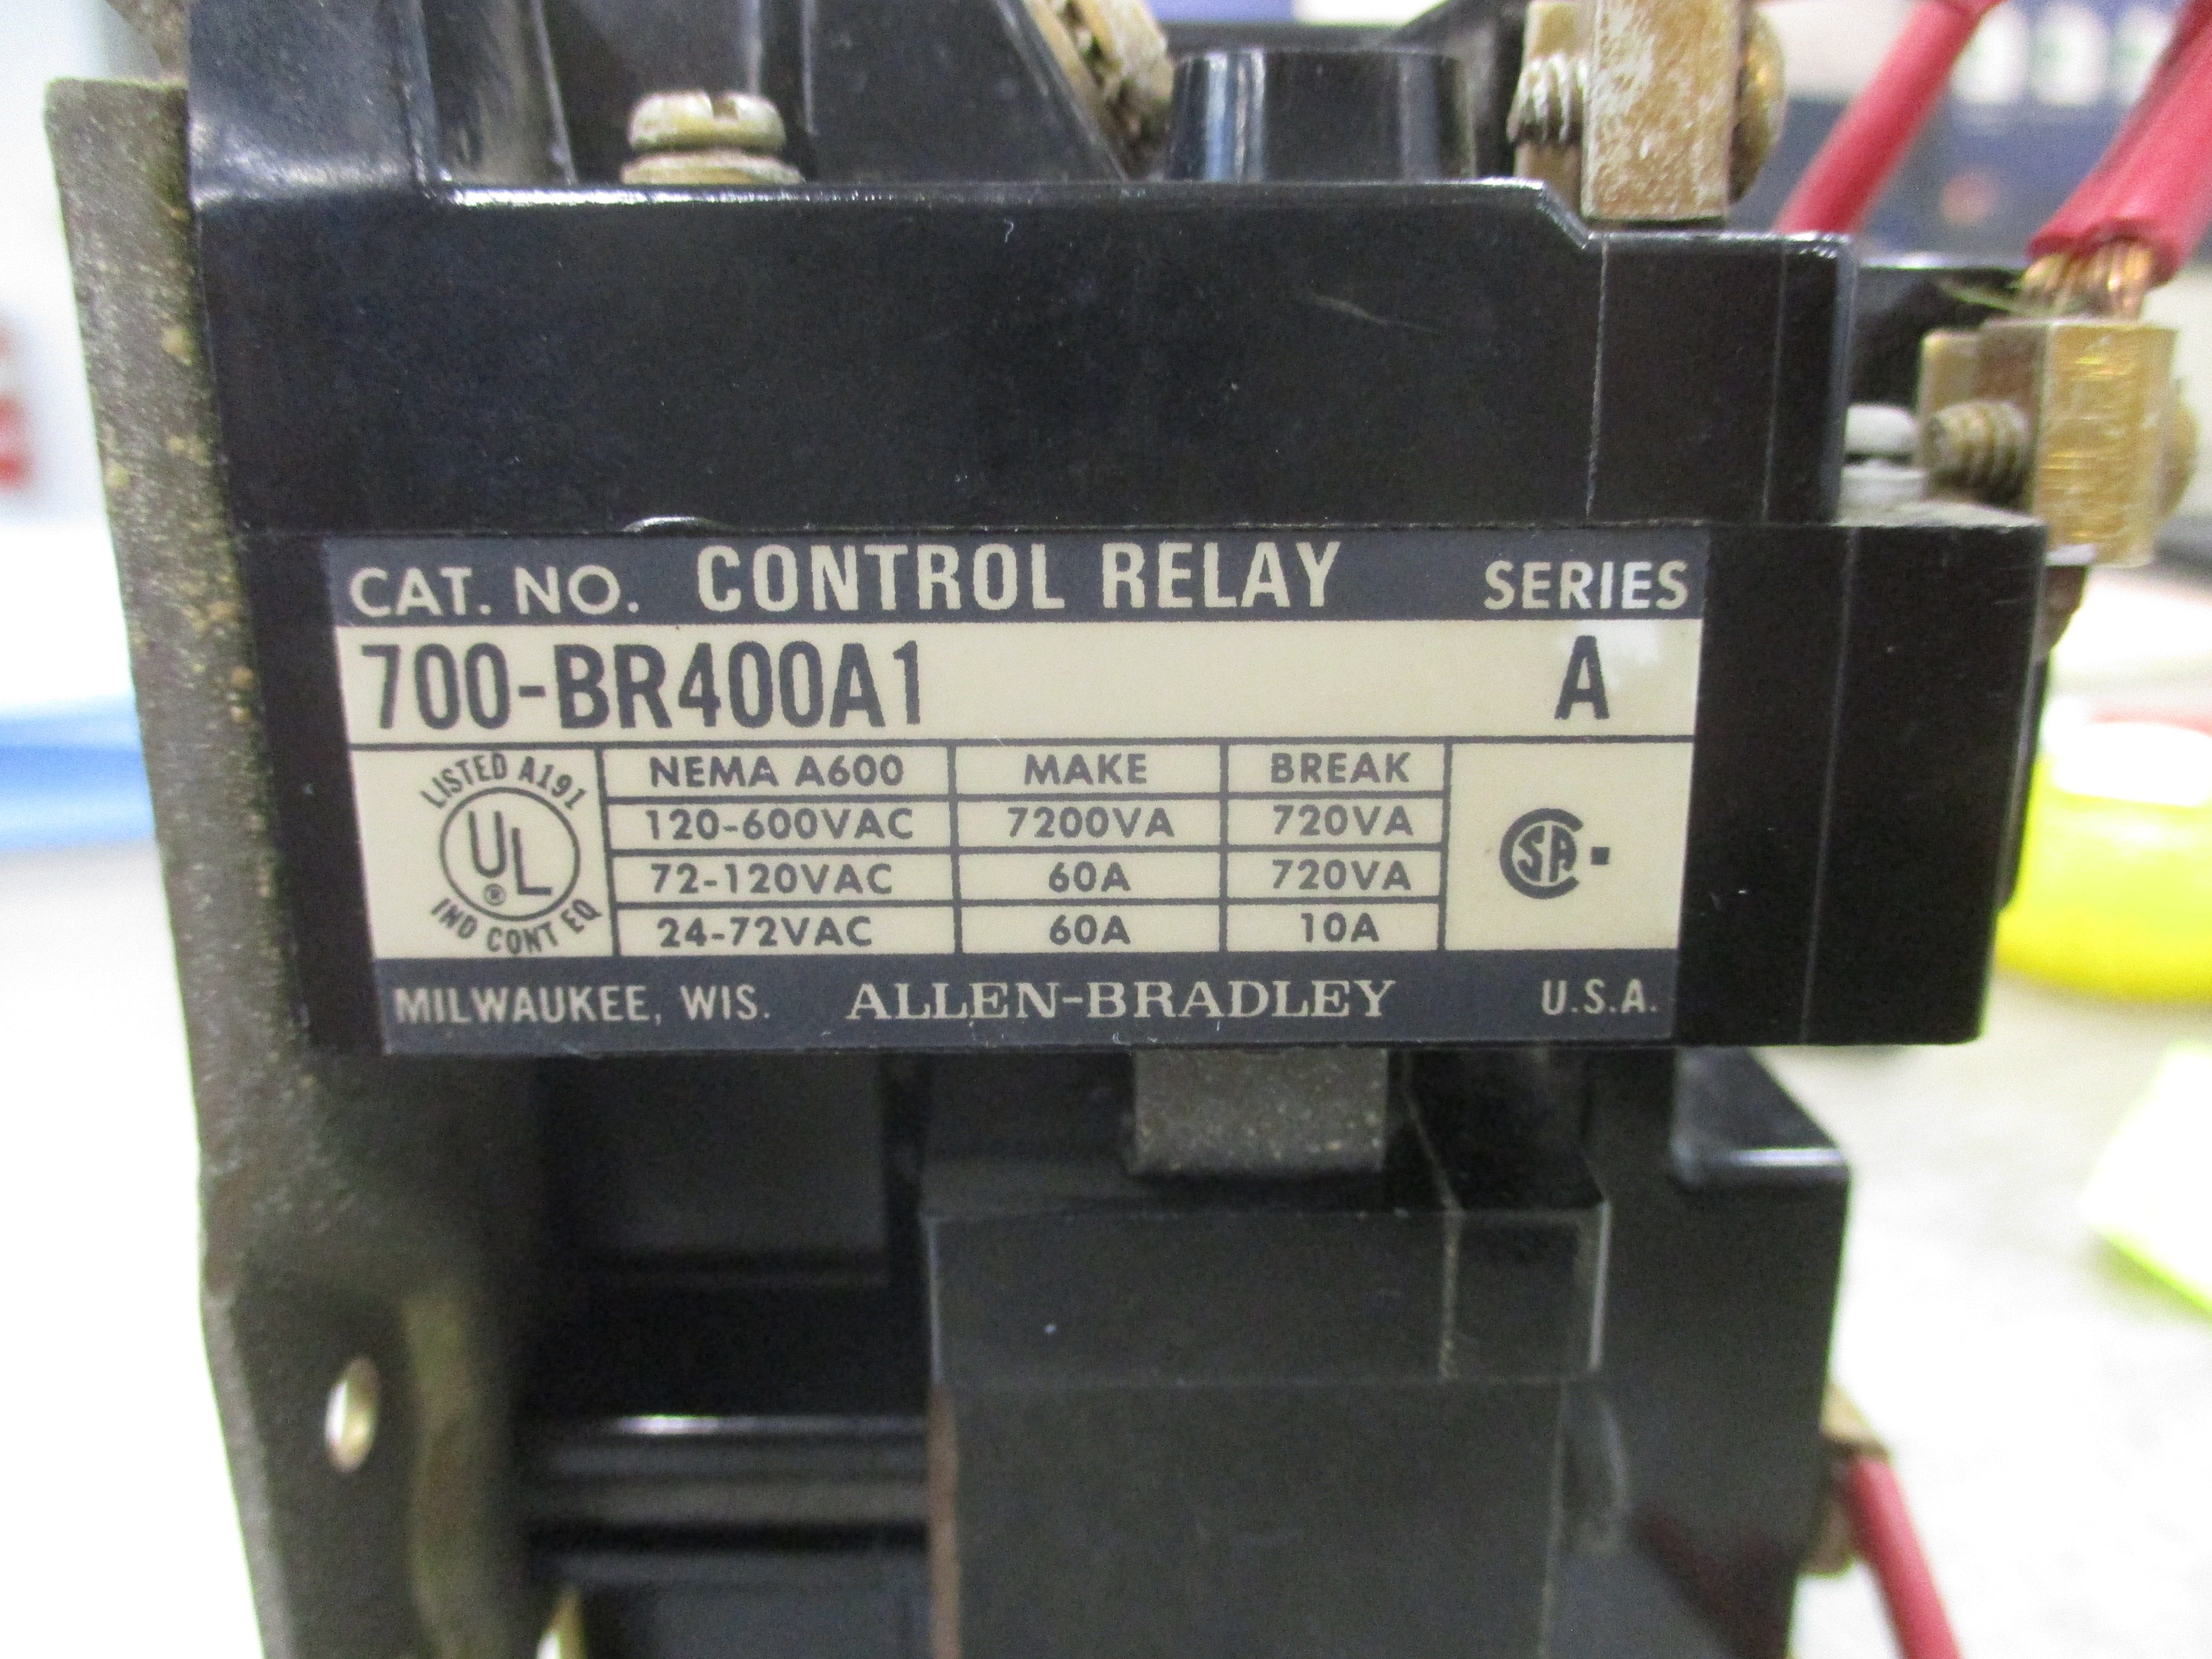 CAT. NO. CONTROL RELAY SERIES
700-BR400A1 A
LISTED A191
UL
®
IND CONT EQ
NEMA A600 MAKE BREAK
120-600VAC 7200VA 720VA
72-120VAC 60A 720VA
24-72VAC 60A 10A
CSA
MILWAUKEE, WIS. ALLEN-BRADLEY U.S.A.